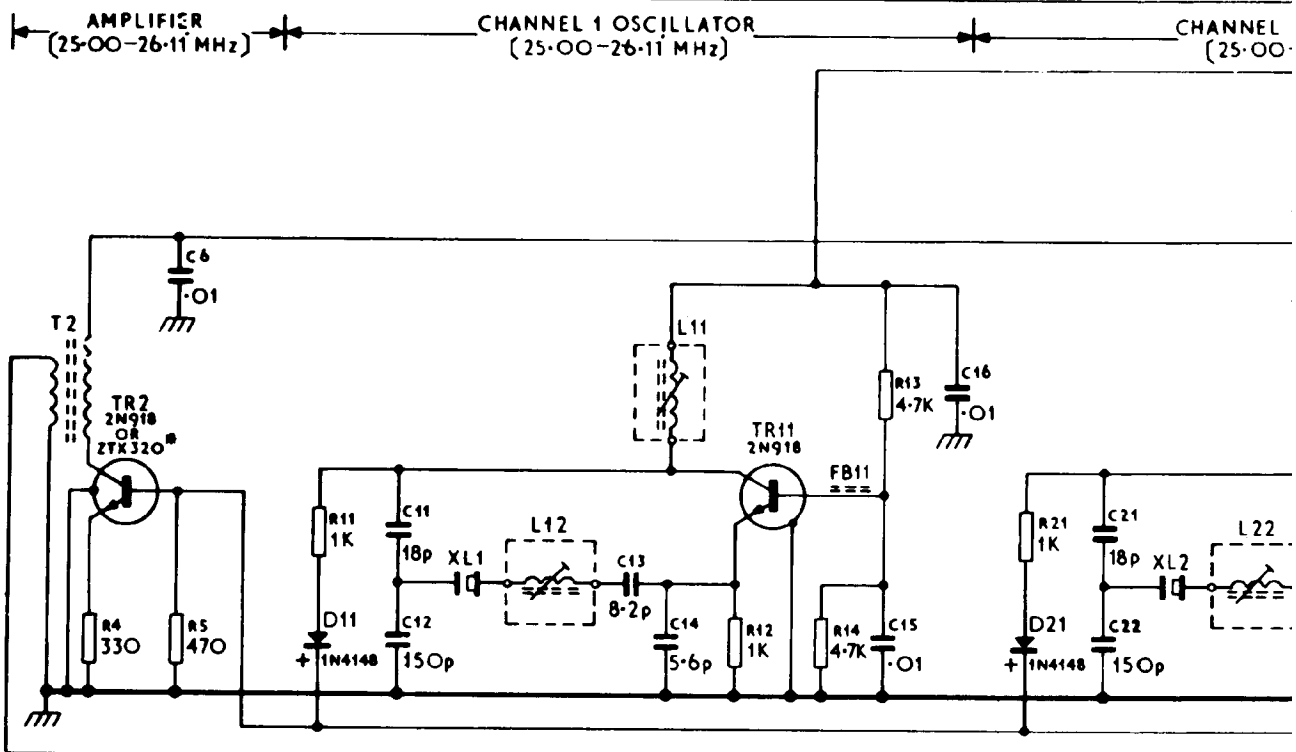 AMPLIFIER
(25·00-26·11 MHz)
CHANNEL 1 OSCILLATOR
(25·00-26·11 MHz)
CHANNEL
(25·00-
C6
·01
T2
L11
R13
4·7K
C16
·01
TR2
2N918
OR
ZTX320*
TR11
2N918
FB11
R11
1K
C11
18p
L12
XL1
C13
8·2p
R21
1K
C21
18p
L22
XL2
R4
330
R5
470
D11
+ 1N4148
C12
150p
C14
5·6p
R12
1K
R14
4·7K
C15
·01
D21
+ 1N4148
C22
150p